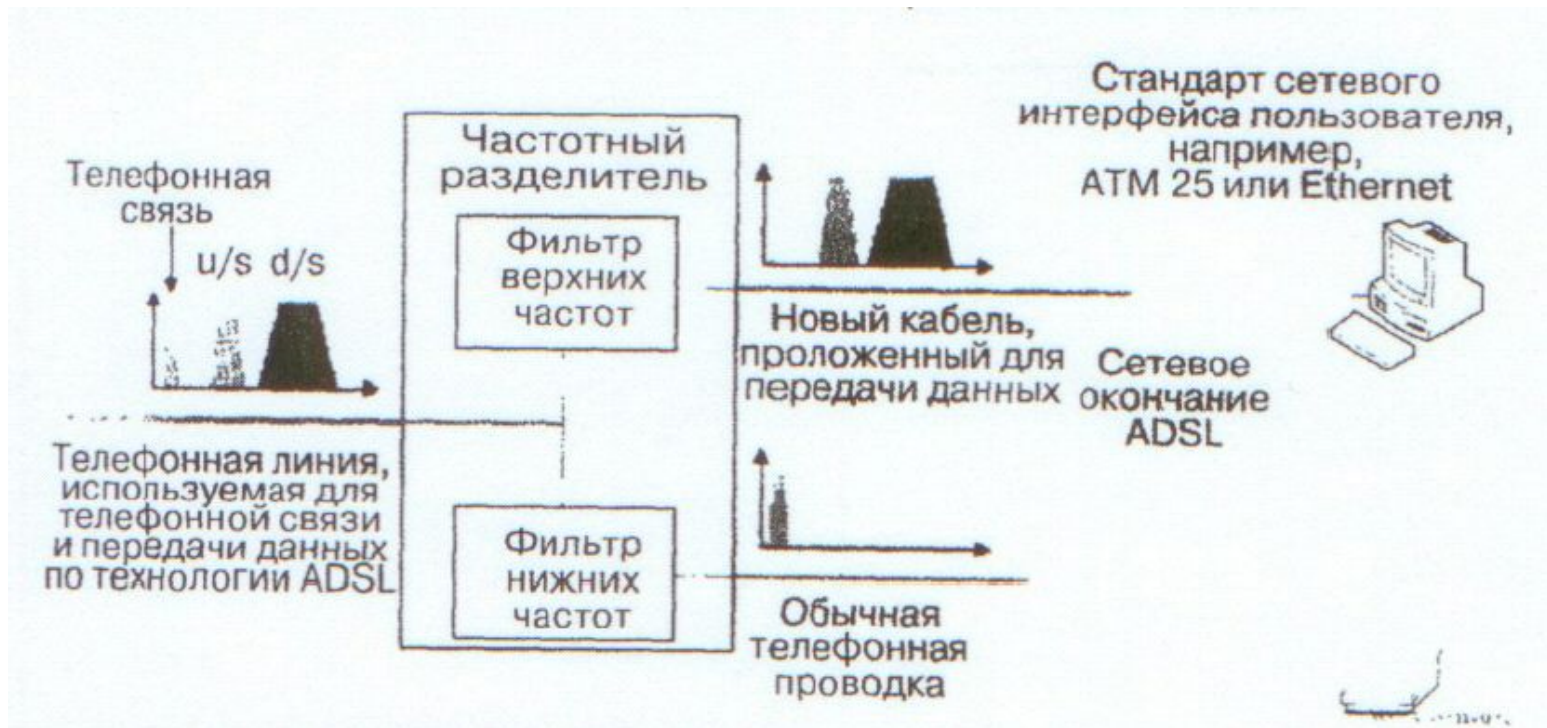 Стандарт сетевого
интерфейса пользователя,
например,
ATM 25 или Ethernet
Частотный
разделитель
Телефонная
связь
u/s d/s
Фильтр
верхних
частот
Новый кабель,
проложенный для
передачи данных
Сетевое
окончание
ADSL
Телефонная линия,
используемая для
телефонной связи
и передачи данных
по технологии ADSL
Фильтр
нижних
частот
Обычная
телефонная
проводка